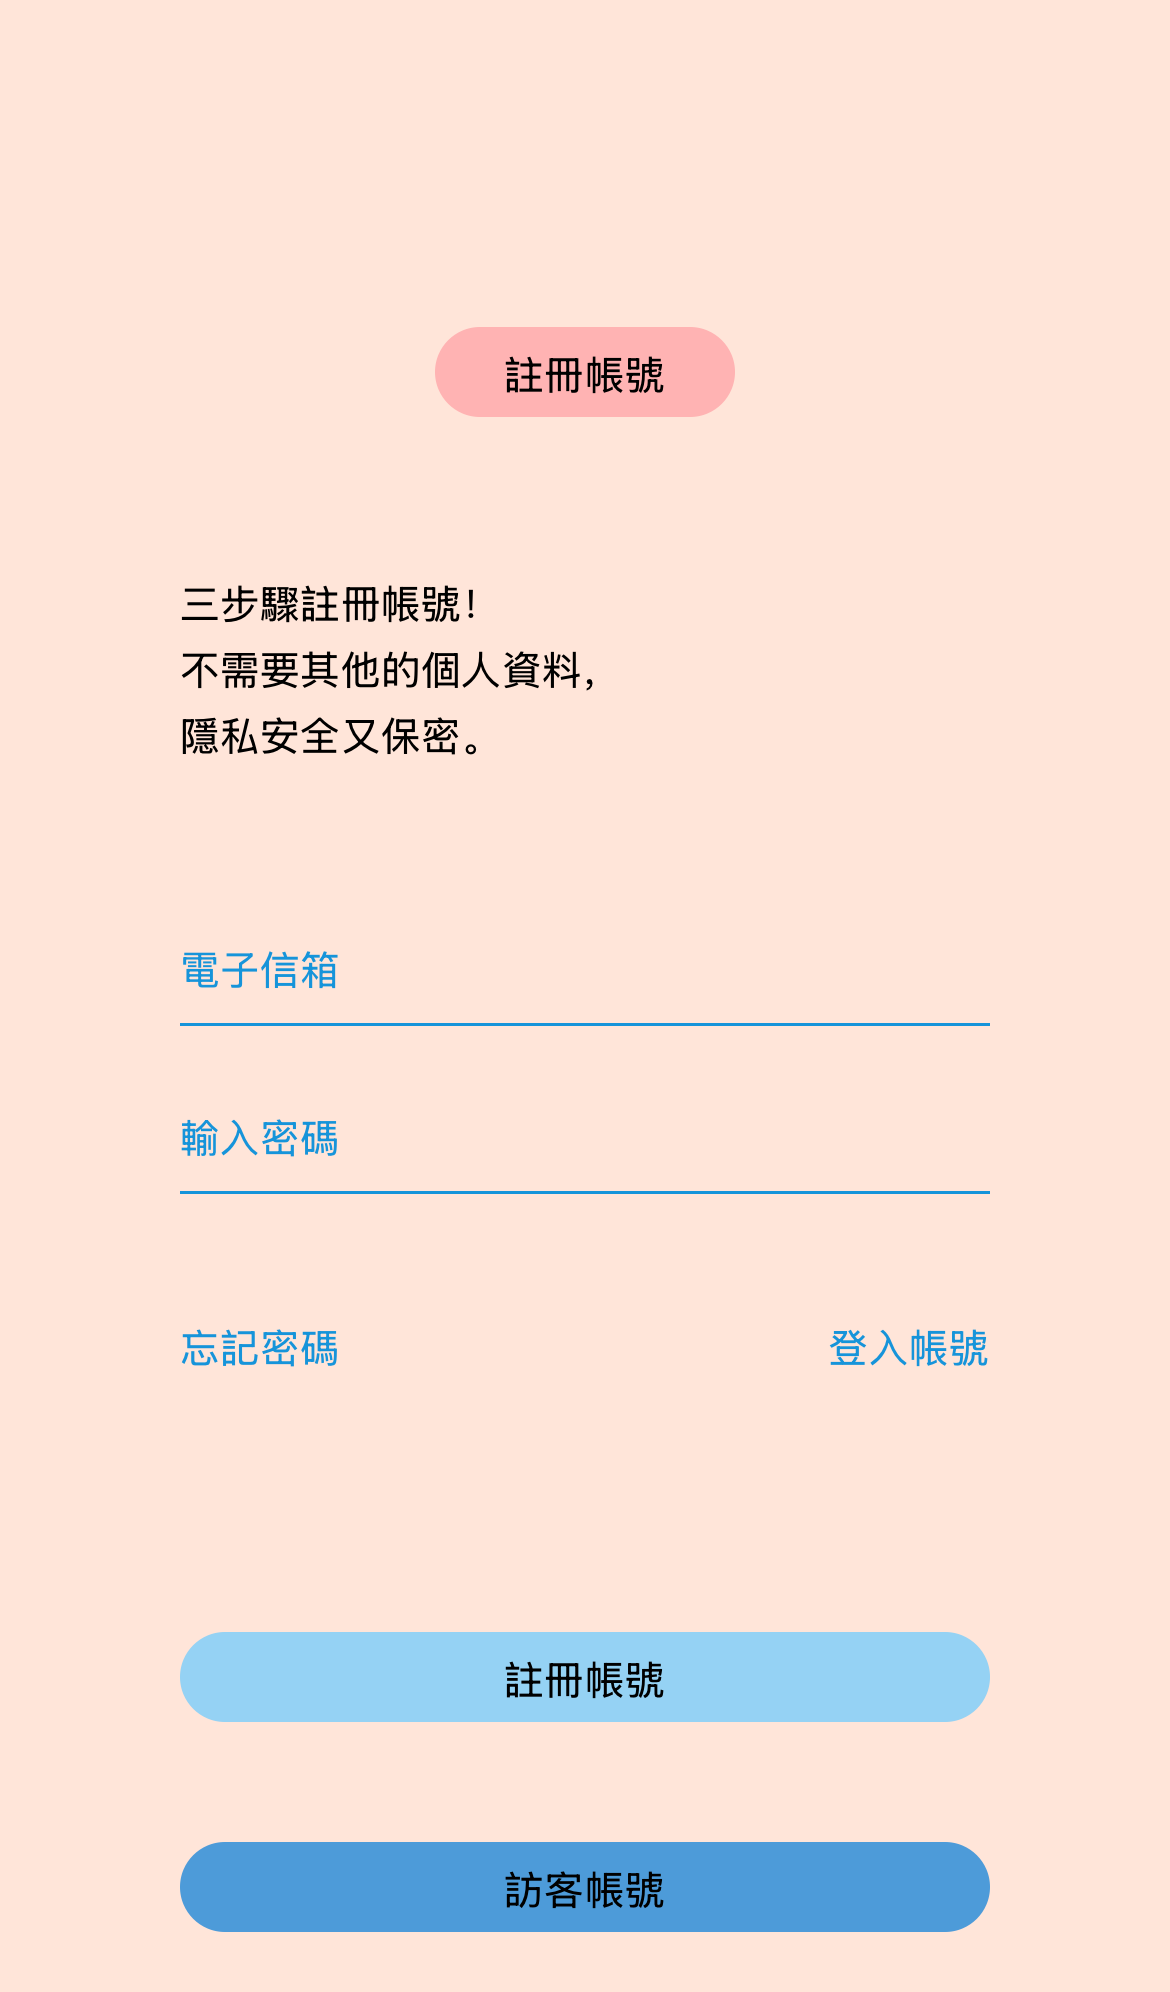 註冊帳號
三步驟註冊帳號！
不需要其他的個人資料，
隱私安全又保密。
電子信箱
輸入密碼
忘記密碼
登入帳號
註冊帳號
訪客帳號